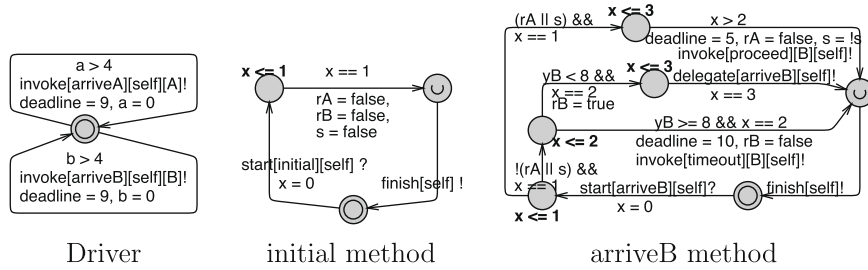 a > 4
invoke[arriveA][self][A]!
deadline = 9, a = 0
b > 4
invoke[arriveB][self][B]!
deadline = 9, b = 0
Driver
x <= 1
x == 1
rA = false,
rB = false,
s = false
start[initial][self] ?
x = 0
finish[self] !
initial method
(rA || s) &&
x == 1
x <= 3
x > 2
deadline = 5, rA = false, s = !s
invoke[proceed][B][self]!
yB < 8 &&
x == 2
rB = true
x <= 3
delegate[arriveB][self]!
x == 3
x <= 2
yB >= 8 && x == 2
deadline = 10, rB = false
invoke[timeout][B][self]!
!(rA || s) &&
x == 1
x <= 1
start[arriveB][self]?
x = 0
finish[self]!
arriveB method